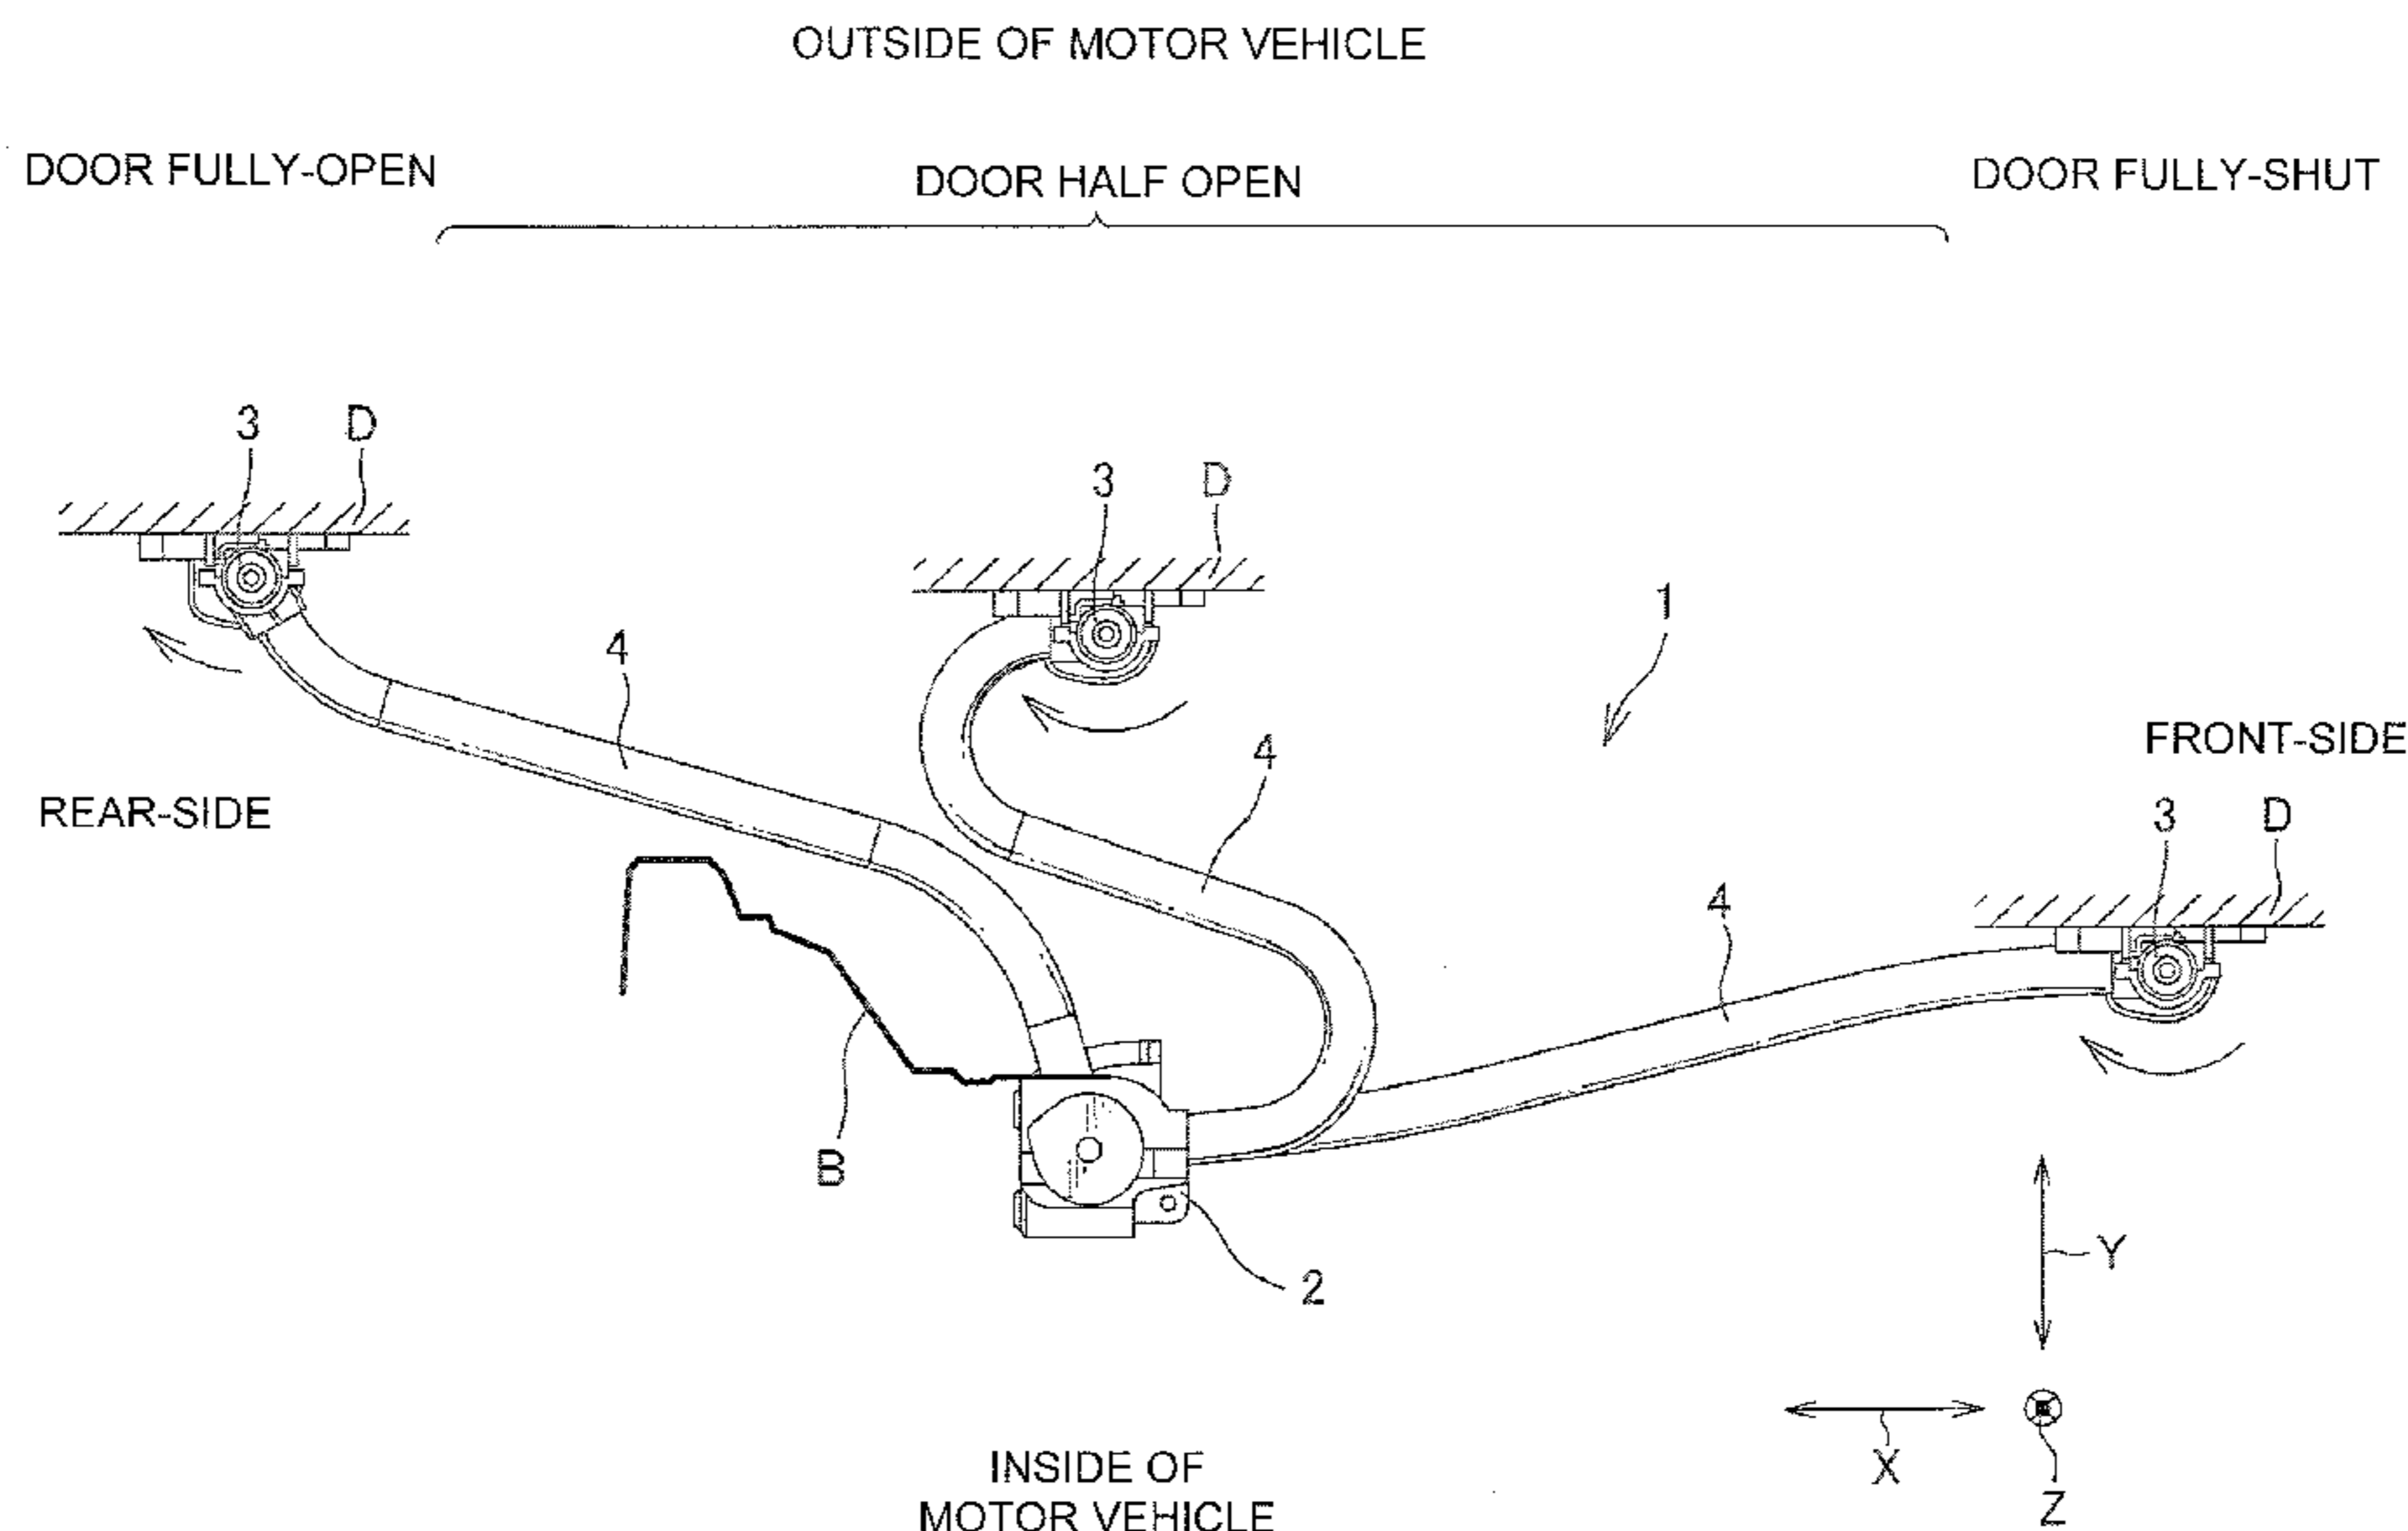 OUTSIDE OF MOTOR VEHICLE
DOOR FULLY-OPEN
DOOR HALF OPEN
DOOR FULLY-SHUT
3
D
3
D
1
4
4
FRONT-SIDE
REAR-SIDE
3
D
4
B
2
Y
X
Z
INSIDE OF
MOTOR VEHICLE